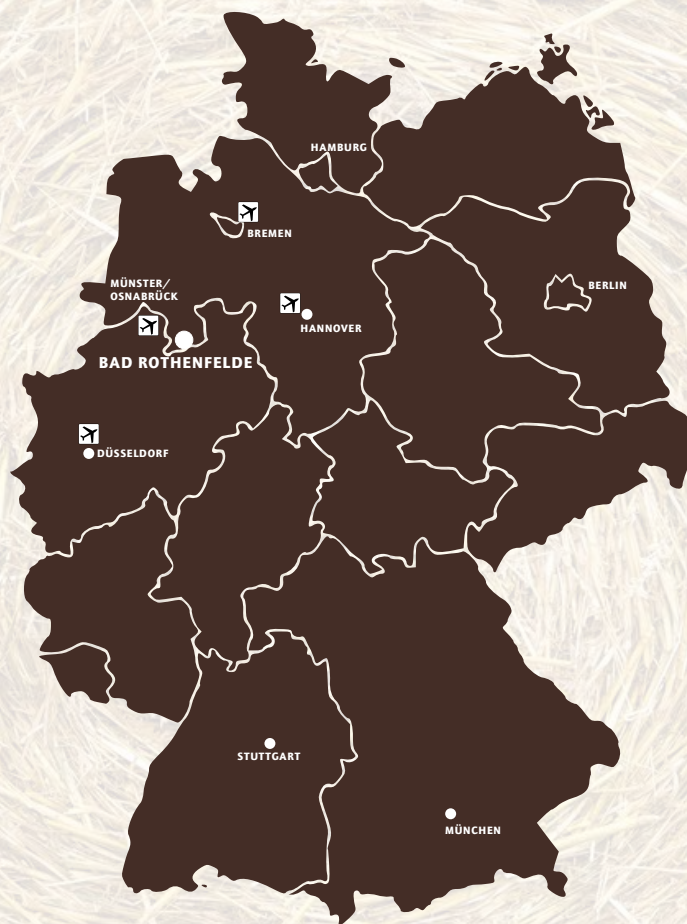 HAMBURG
BREMEN
MÜNSTER/
OSNABRÜCK
BERLIN
HANNOVER
BAD ROTHENFELDE
DÜSSELDORF
STUTTGART
MÜNCHEN